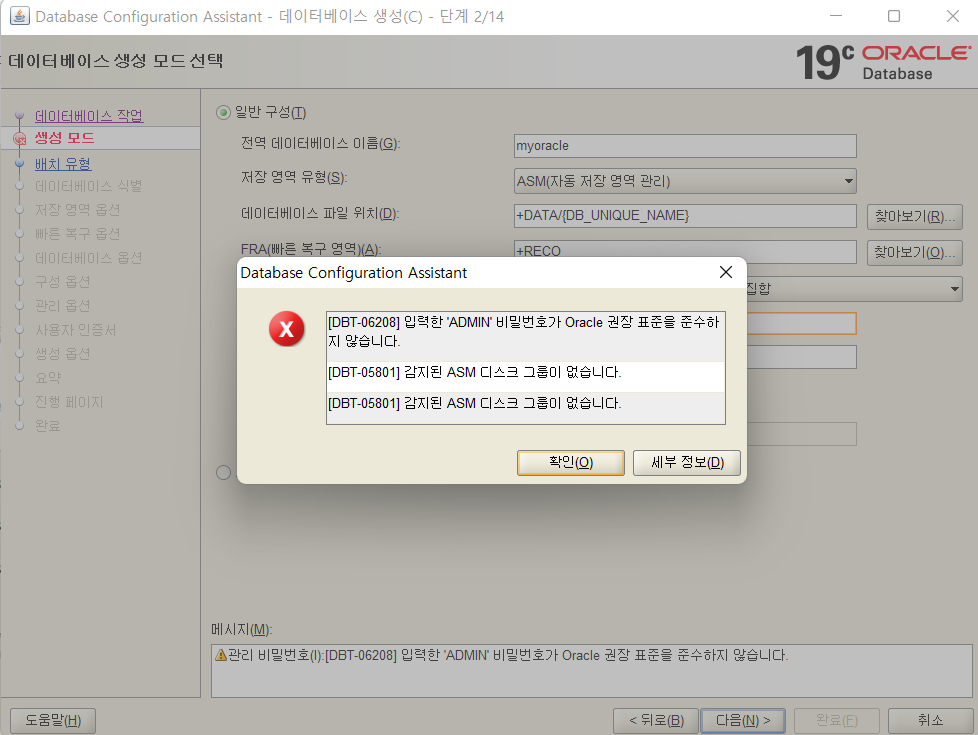 Database Configuration Assistant - 데이터베이스 생성(C) - 단계 2/14
데이터베이스 생성 모드 선택
19c ORACLE
Database
데이터베이스 작업
생성 모드
배치 유형
데이터베이스 식별
저장 영역 옵션
빠른 복구 옵션
데이터베이스 옵션
구성 옵션
관리 옵션
사용자 인증서
생성 옵션
요약
진행 페이지
완료
일반 구성(T)
전역 데이터베이스 이름(G):
myoracle
저장 영역 유형(S):
ASM(자동 저장 영역 관리)
데이터베이스 파일 위치(D):
+DATA/{DB_UNIQUE_NAME}
찾아보기(R)...
FRA(빠른 복구 영역)(A):
+RECO
찾아보기(O)...
집합
Database Configuration Assistant
[DBT-06208] 입력한 'ADMIN' 비밀번호가 Oracle 권장 표준을 준수하
지 않습니다.
[DBT-05801] 감지된 ASM 디스크 그룹이 없습니다.
[DBT-05801] 감지된 ASM 디스크 그룹이 없습니다.
확인(O)
세부 정보(D)
메시지(M):
관리 비밀번호(I):[DBT-06208] 입력한 'ADMIN' 비밀번호가 Oracle 권장 표준을 준수하지 않습니다.
도움말(H)
< 뒤로(B)
다음(N) >
완료(F)
취소